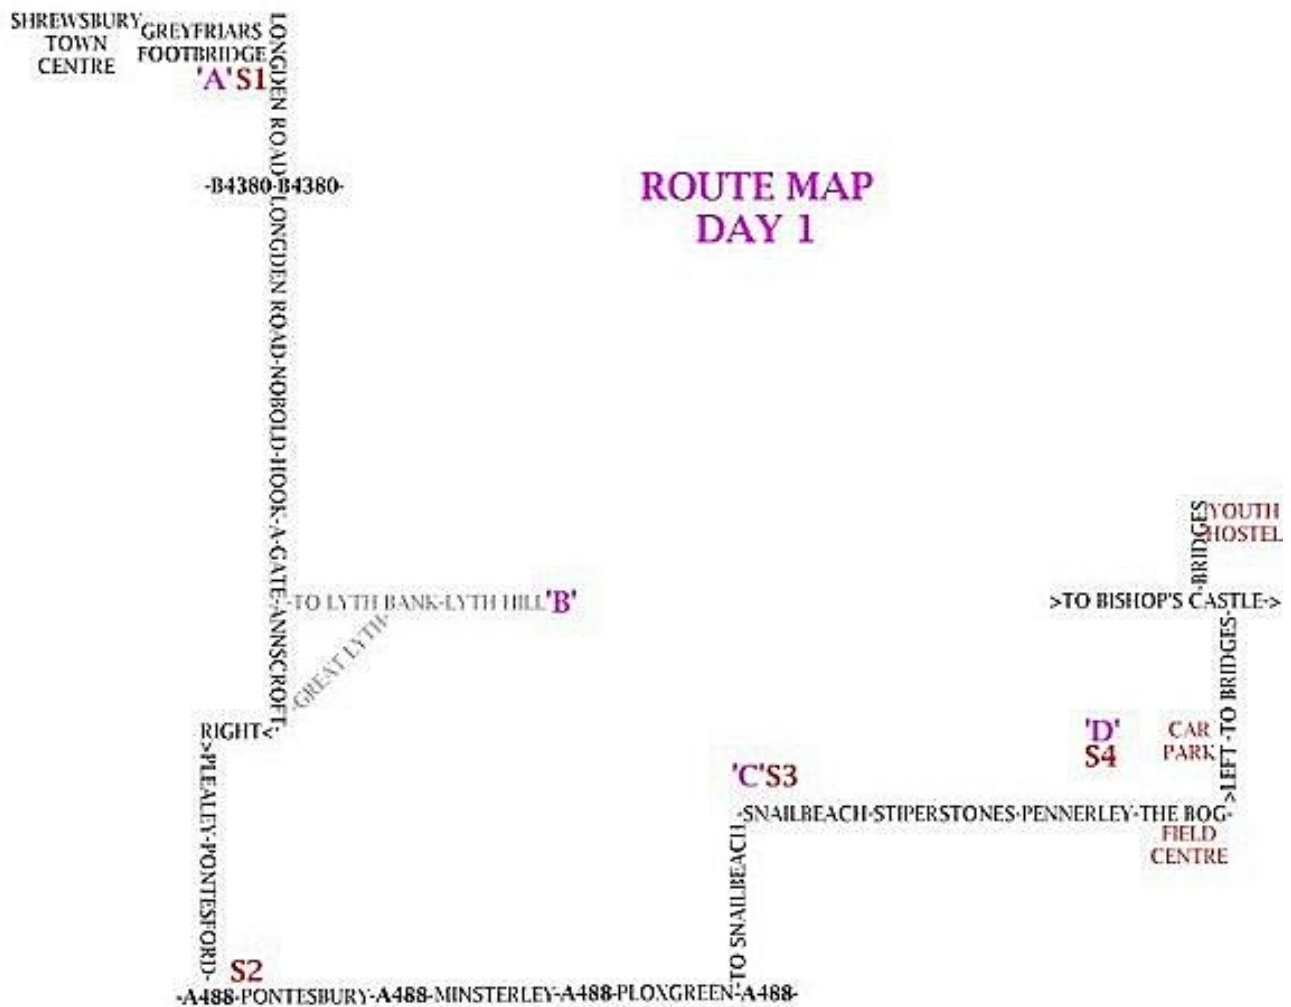 SHREWSBURY
TOWN
CENTRE
GREYFRIARS
FOOTBRIDGE
'A' S1
LONGDEN ROAD-LONGDEN ROAD-NOBOLD-HOOK-A-GATE-ANNSCROFT-
-B4380-B4380-
ROUTE MAP
DAY 1
-TO LYTH BANK-LYTH HILL 'B'
-GREAT LYTH-
RIGHT<
>PLEALEY-PONTESFORD-
S2
-A488-PONTESBURY-A488-MINSTERLEY-A488-PLOXGREEN-A488-
TO SNAILBEACH
'C' S3
-SNAILBEACH-STIPERSTONES-PENNERLEY-THE BOG-
FIELD
CENTRE
'D'
S4
CAR
PARK
>LEFT -TO BRIDGES-
>TO BISHOP'S CASTLE->
-BRIDGES
YOUTH
HOSTEL